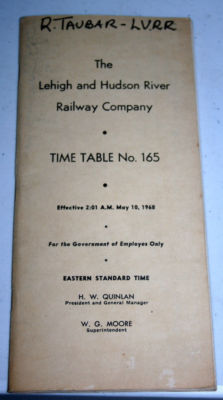 R. TAUBAR - L.V.R.R
The
Lehigh and Hudson River
Railway Company
TIME TABLE No. 165
Effective 2:01 A.M. May 10, 1968
For the Government of Employes Only
EASTERN STANDARD TIME
H. W. QUINLAN
President and General Manager
W. G. MOORE
Superintendent